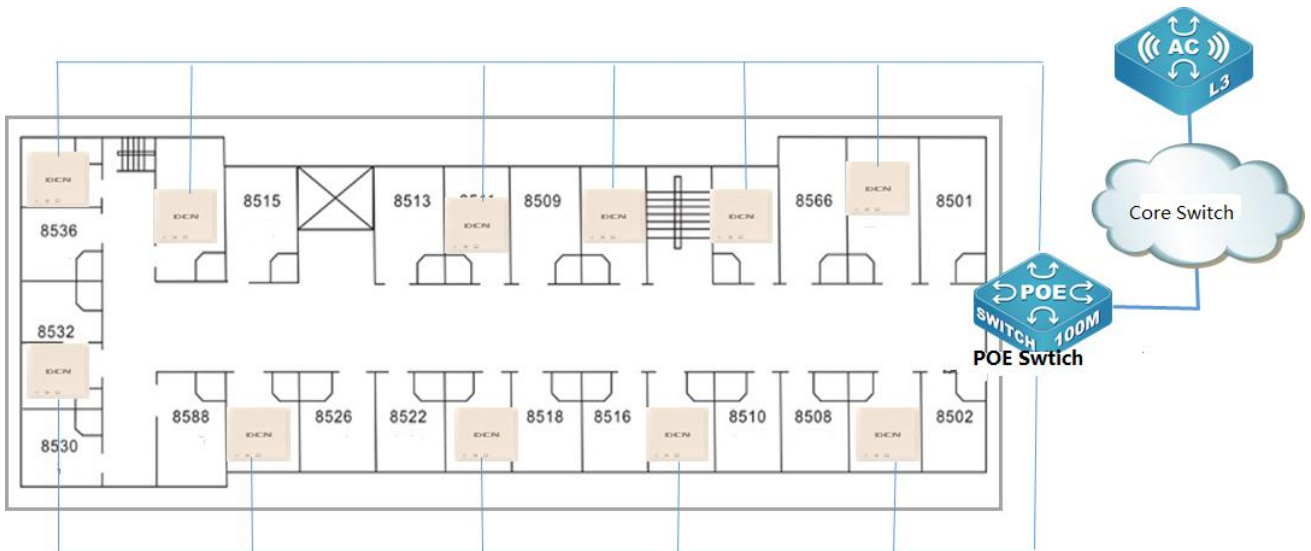 AC
L3
Core Switch
POE
SWITCH 100M
POE Swtich
DCN
DCN
DCN
DCN
DCN
DCN
8536
8515
8513
8509
8566
8501
8532
DCN
8530
8588
DCN
8526
8522
DCN
8518
8516
DCN
8510
8508
DCN
8502